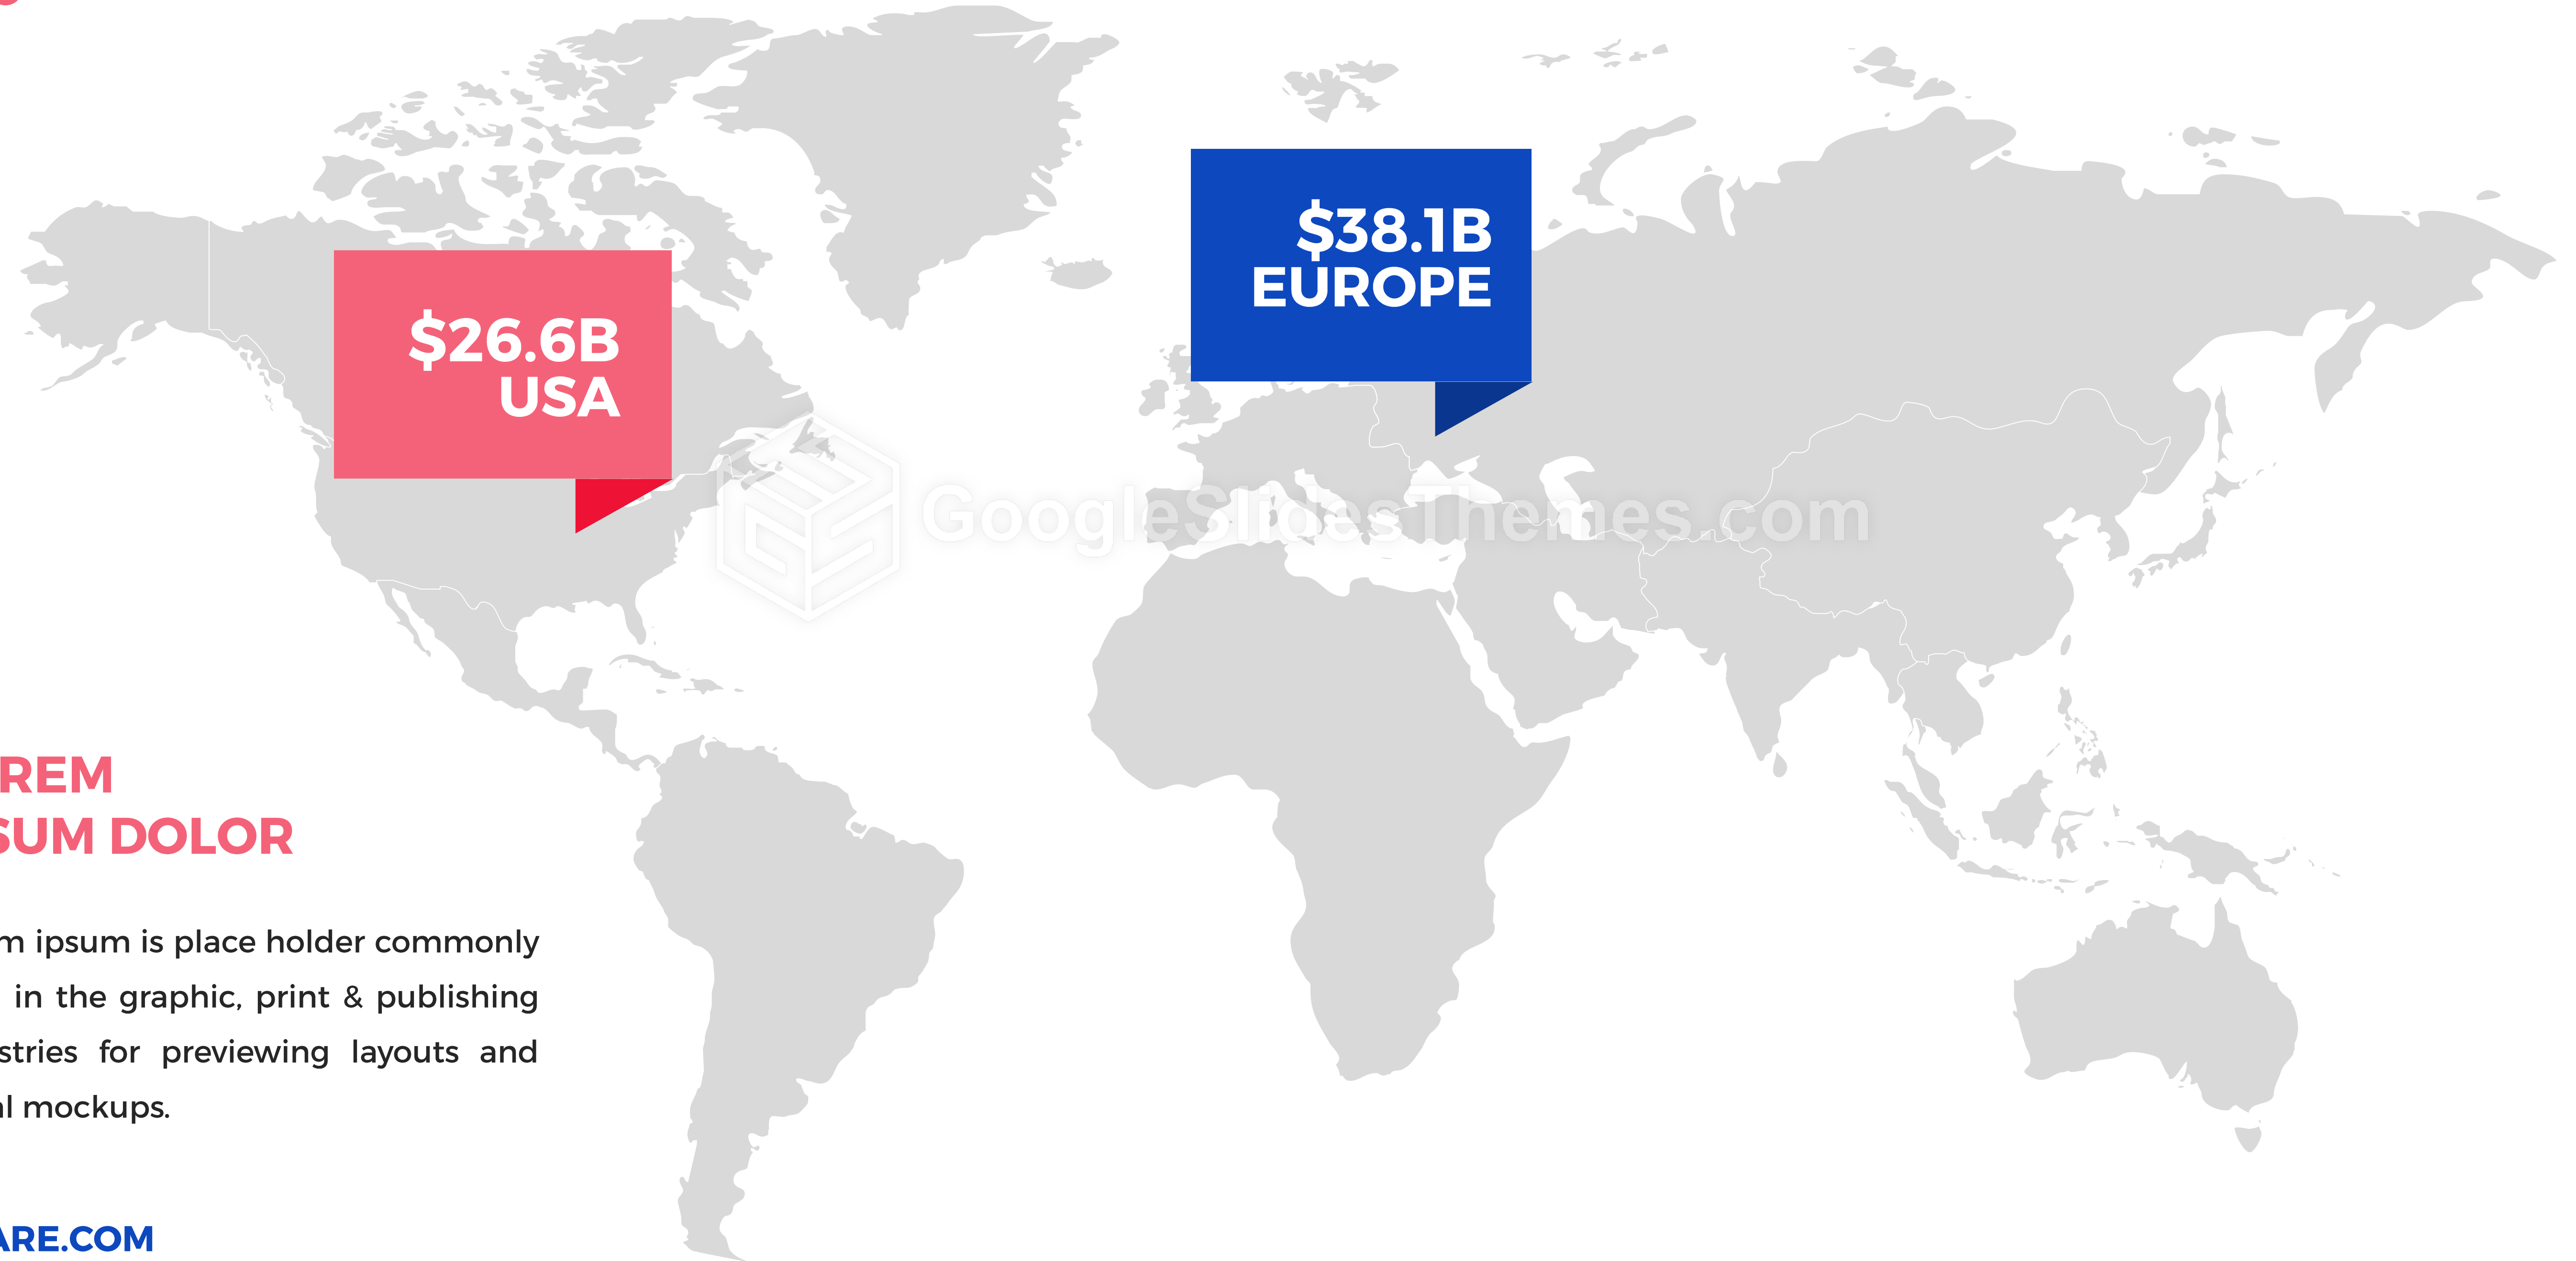 $38.1B
EUROPE
$26.6B
USA
GoogleSlidesThemes.com
REM
SUM DOLOR
m ipsum is place holder commonly
in the graphic, print & publishing
stries for previewing layouts and
al mockups.
ARE.COM